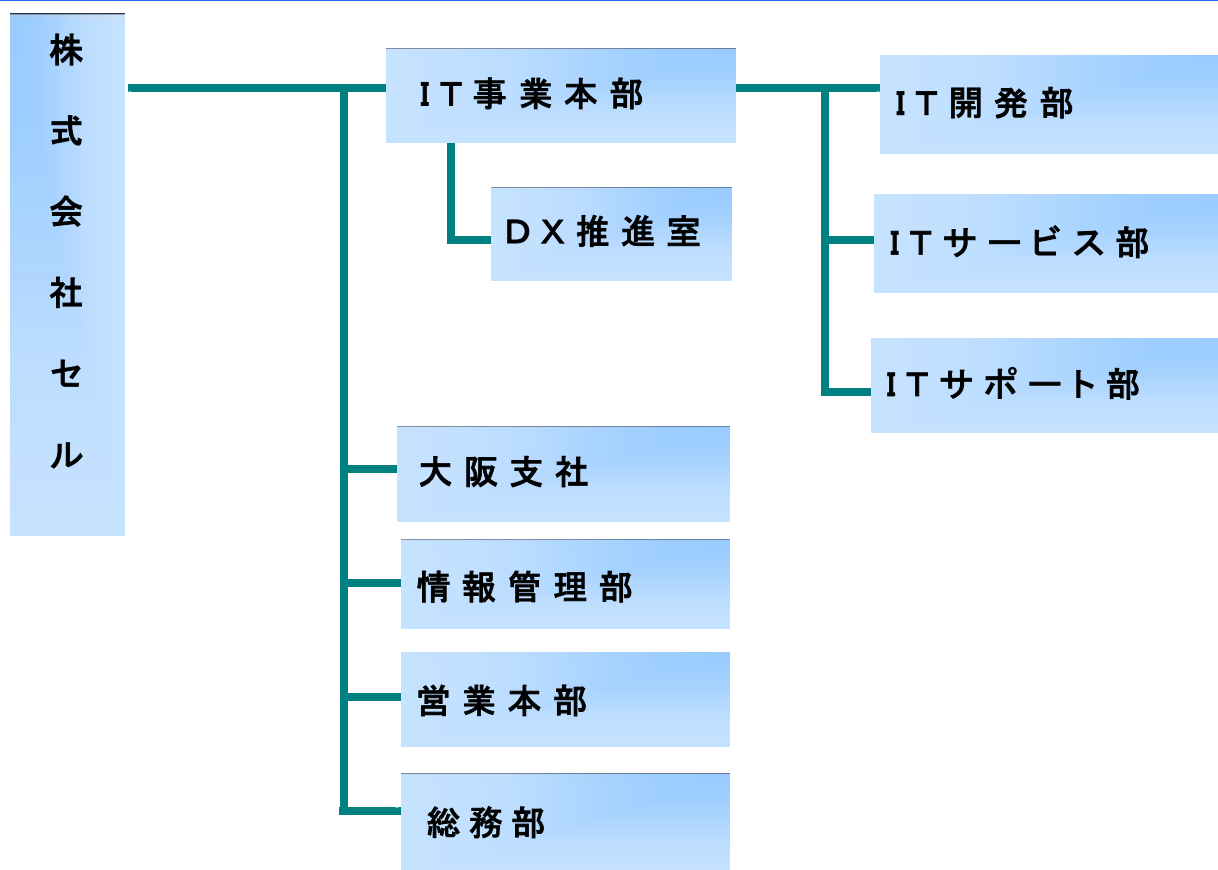 株式会社セル
IT事業本部
DX推進室
IT開発部
ITサービス部
ITサポート部
大阪支社
情報管理部
営業本部
総務部